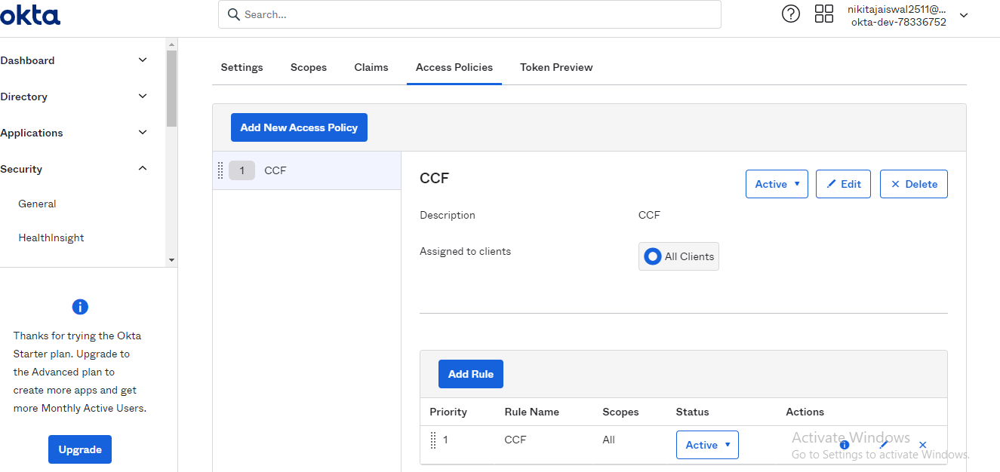 okta
Search...
nikitajaiswal2511@...
okta-dev-78336752
Dashboard
Directory
Applications
Security
General
HealthInsight
Thanks for trying the Okta
Starter plan. Upgrade to
the Advanced plan to
create more apps and get
more Monthly Active Users.
Upgrade
Settings Scopes Claims Access Policies Token Preview
Add New Access Policy
1 CCF
CCF
Active Edit Delete
Description CCF
Assigned to clients All Clients
Add Rule
Priority Rule Name Scopes Status Actions
1 CCF All Active
Activate Windows
Go to Settings to activate Windows.